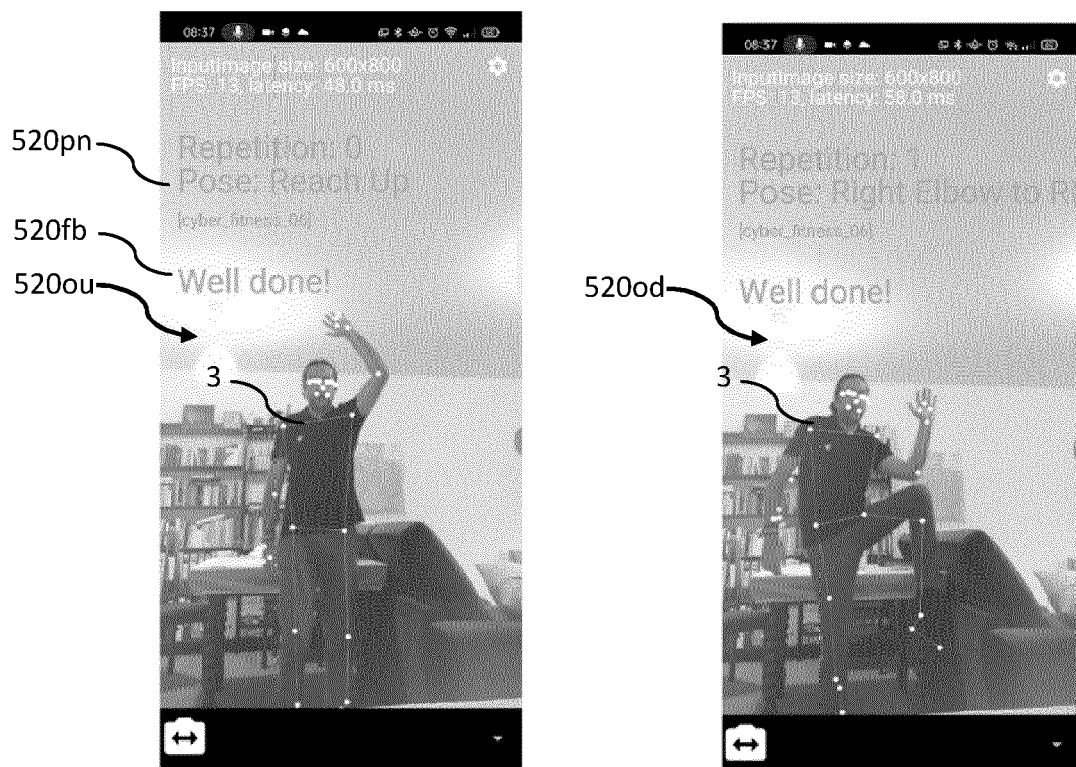 08:37
InputImage size: 600x800
FPS: 13, latency: 48.0 ms
520pn
Repetition: 0
Pose: Reach Up
[cyber_fitness_06]
520fb
Well done!
520ou
3
08:37
InputImage size: 600x800
FPS: 13, latency: 58.0 ms
Repetition: 1
Pose: Right Elbow to Ri
[cyber_fitness_06]
Well done!
520od
3